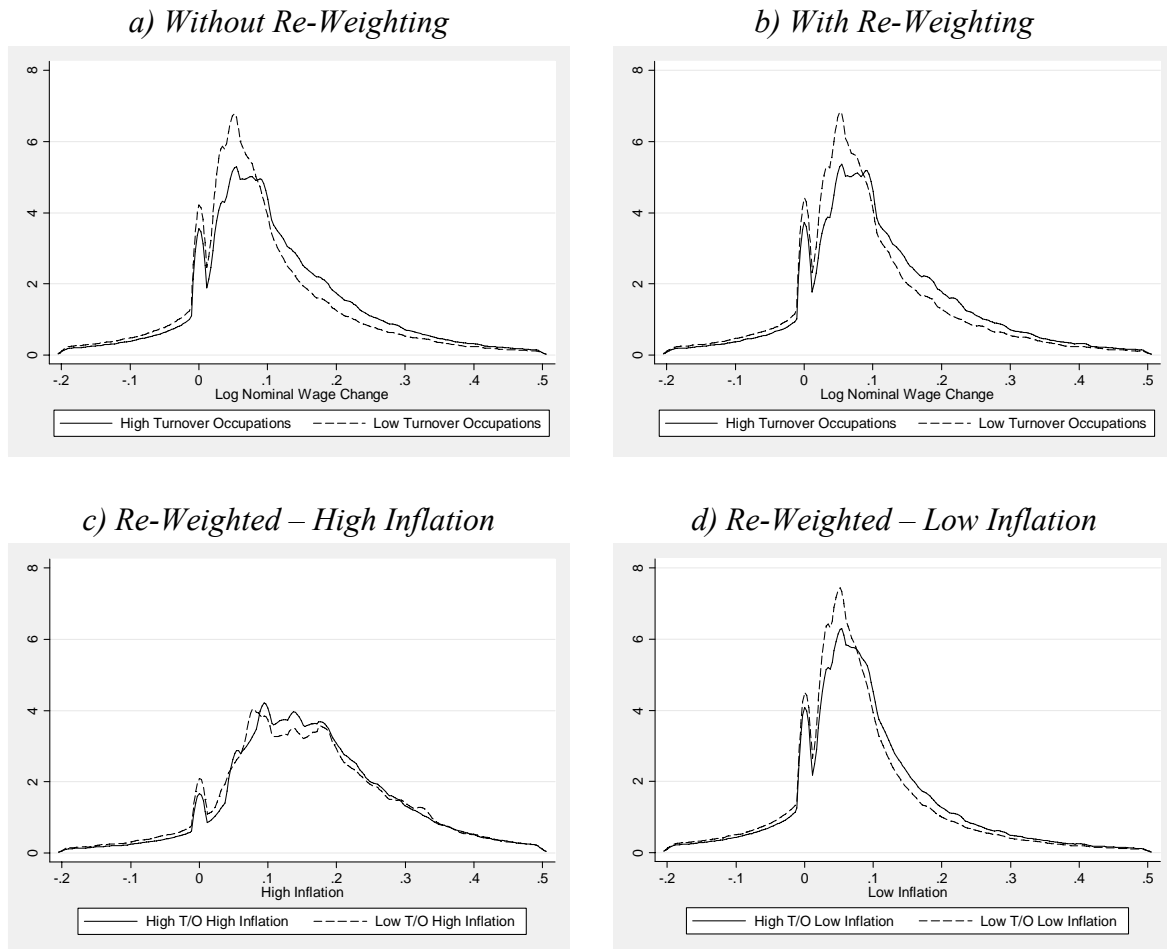 a) Without Re-Weighting
8
6
4
2
0
-.2 -.1 0 .1 .2 .3 .4 .5
Log Nominal Wage Change
High Turnover Occupations Low Turnover Occupations
b) With Re-Weighting
8
6
4
2
0
-.2 -.1 0 .1 .2 .3 .4 .5
Log Nominal Wage Change
High Turnover Occupations Low Turnover Occupations
c) Re-Weighted – High Inflation
8
6
4
2
0
-.2 -.1 0 .1 .2 .3 .4 .5
High Inflation
High T/O High Inflation Low T/O High Inflation
d) Re-Weighted – Low Inflation
8
6
4
2
0
-.2 -.1 0 .1 .2 .3 .4 .5
Low Inflation
High T/O Low Inflation Low T/O Low Inflation